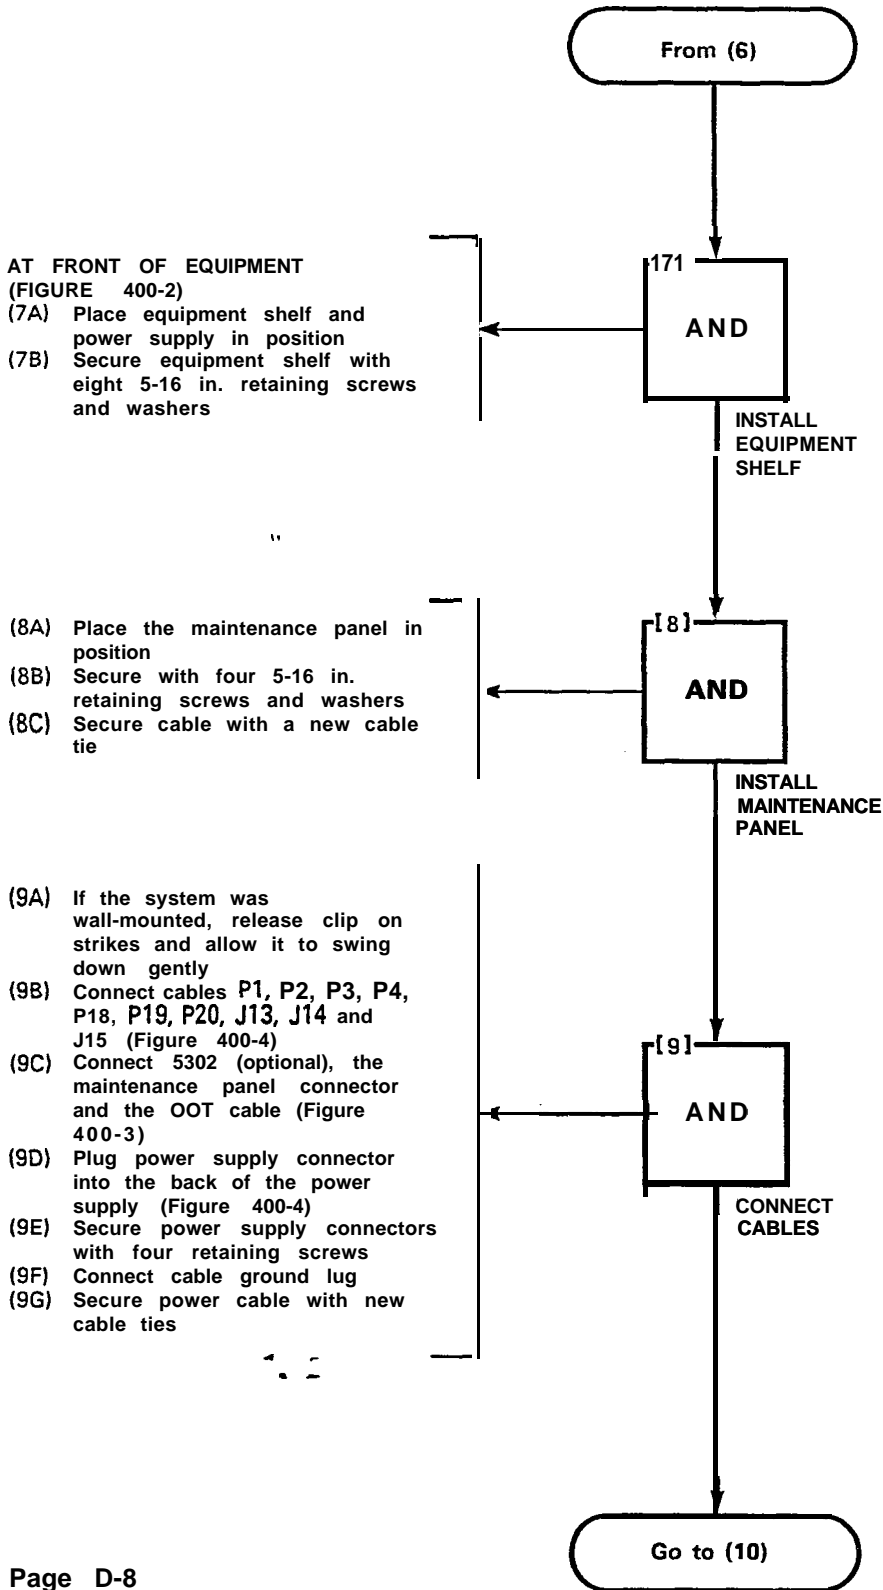 From (6)
AT FRONT OF EQUIPMENT
(FIGURE 400-2)
(7A) Place equipment shelf and
power supply in position
(7B) Secure equipment shelf with
eight 5-16 in. retaining screws
and washers
171
AND
INSTALL
EQUIPMENT
SHELF
(8A) Place the maintenance panel in
position
(8B) Secure with four 5-16 in.
retaining screws and washers
(8C) Secure cable with a new cable
tie
[8]
AND
INSTALL
MAINTENANCE
PANEL
(9A) If the system was
wall-mounted, release clip on
strikes and allow it to swing
down gently
(9B) Connect cables P1, P2, P3, P4,
P18, P19, P20, J13, J14 and
J15 (Figure 400-4)
(9C) Connect 5302 (optional), the
maintenance panel connector
and the OOT cable (Figure
400-3)
(9D) Plug power supply connector
into the back of the power
supply (Figure 400-4)
(9E) Secure power supply connectors
with four retaining screws
(9F) Connect cable ground lug
(9G) Secure power cable with new
cable ties
[9]
AND
CONNECT
CABLES
Go to (10)
Page D-8